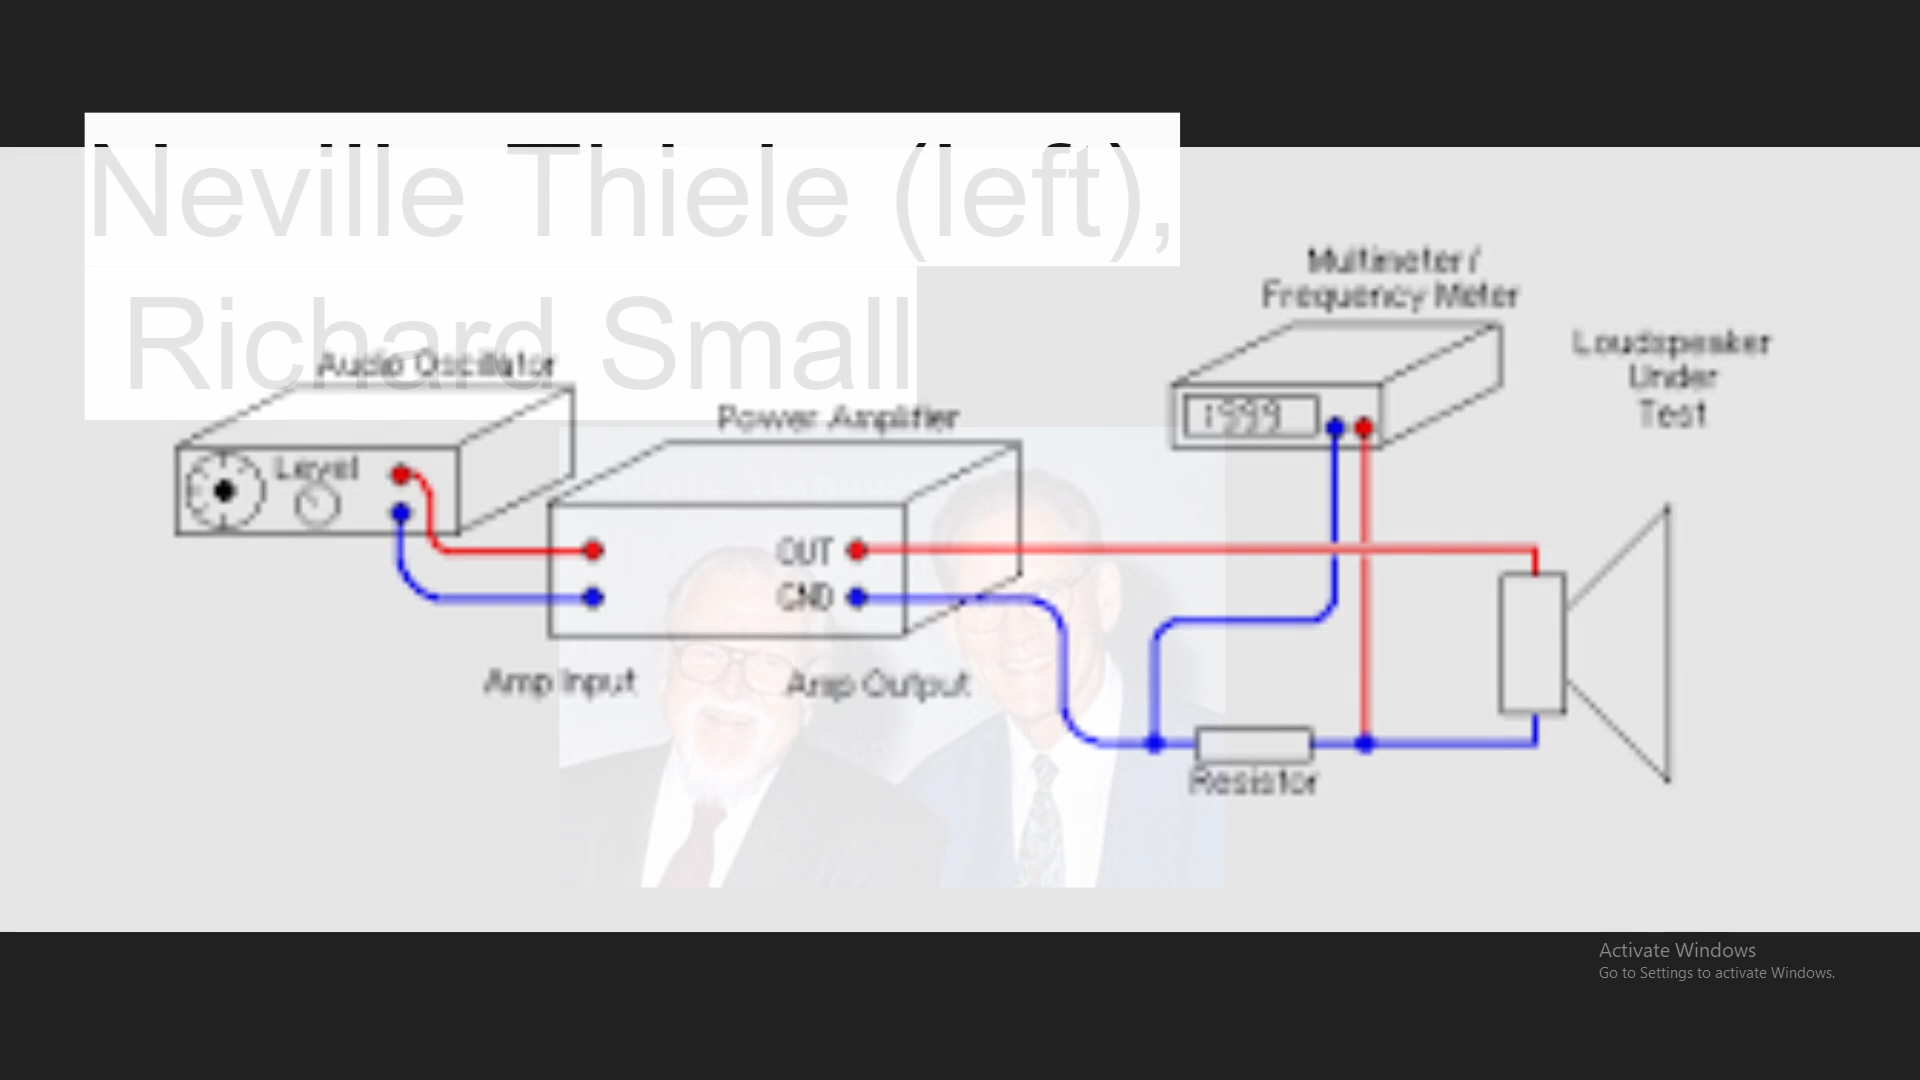 Neville Thiele (left),
Richard Small
Multimeter/
Frequency Meter
Loudspeaker
Under
Test
Audio Oscillator
Power Amplifier
1999
Level
OUT
GND
Amp Input
Amp Output
Resistor
Activate Windows
Go to Settings to activate Windows.